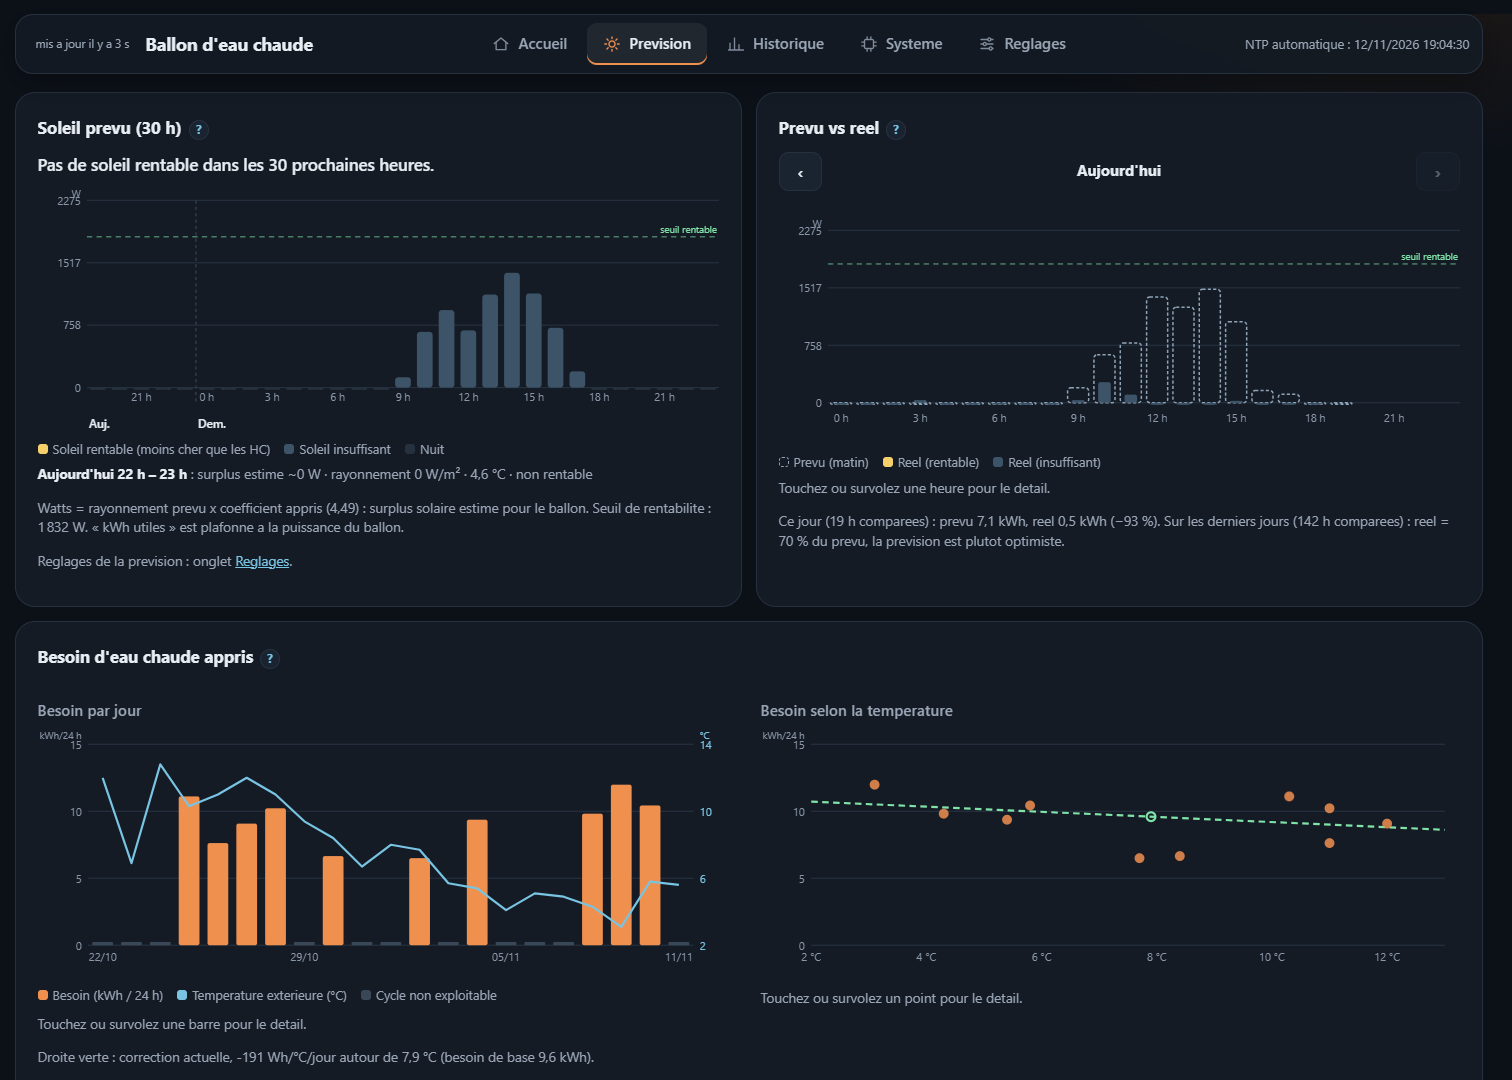 mis a jour il y a 3 s
Ballon d'eau chaude
Accueil
Prevision
Historique
Systeme
Reglages
NTP automatique : 12/11/2026 19:04:30
Soleil prevu (30 h) ?
Pas de soleil rentable dans les 30 prochaines heures.
W
2275
seuil rentable
1517
758
0
21 h 0 h 3 h 6 h 9 h 12 h 15 h 18 h 21 h
Auj. Dem.
Soleil rentable (moins cher que les HC) Soleil insuffisant Nuit
Aujourd'hui 22 h – 23 h : surplus estime ~0 W · rayonnement 0 W/m² · 4,6 °C · non rentable
Watts = rayonnement prevu x coefficient appris (4,49) : surplus solaire estime pour le ballon. Seuil de rentabilite :
1 832 W. « kWh utiles » est plafonne a la puissance du ballon.
Reglages de la prevision : onglet Reglages.
Prevu vs reel ?
‹
Aujourd'hui
›
W
2275
seuil rentable
1517
758
0
0 h 3 h 6 h 9 h 12 h 15 h 18 h 21 h
Prevu (matin) Reel (rentable) Reel (insuffisant)
Touchez ou survolez une heure pour le detail.
Ce jour (19 h comparees) : prevu 7,1 kWh, reel 0,5 kWh (−93 %). Sur les derniers jours (142 h comparees) : reel =
70 % du prevu, la prevision est plutot optimiste.
Besoin d'eau chaude appris ?
Besoin par jour
kWh/24 h
°C
15
14
10
10
5
6
0
2
22/10 29/10 05/11 11/11
Besoin (kWh / 24 h) Temperature exterieure (°C) Cycle non exploitable
Touchez ou survolez une barre pour le detail.
Droite verte : correction actuelle, -191 Wh/°C/jour autour de 7,9 °C (besoin de base 9,6 kWh).
Besoin selon la temperature
kWh/24 h
15
10
5
0
2 °C 4 °C 6 °C 8 °C 10 °C 12 °C
Touchez ou survolez un point pour le detail.